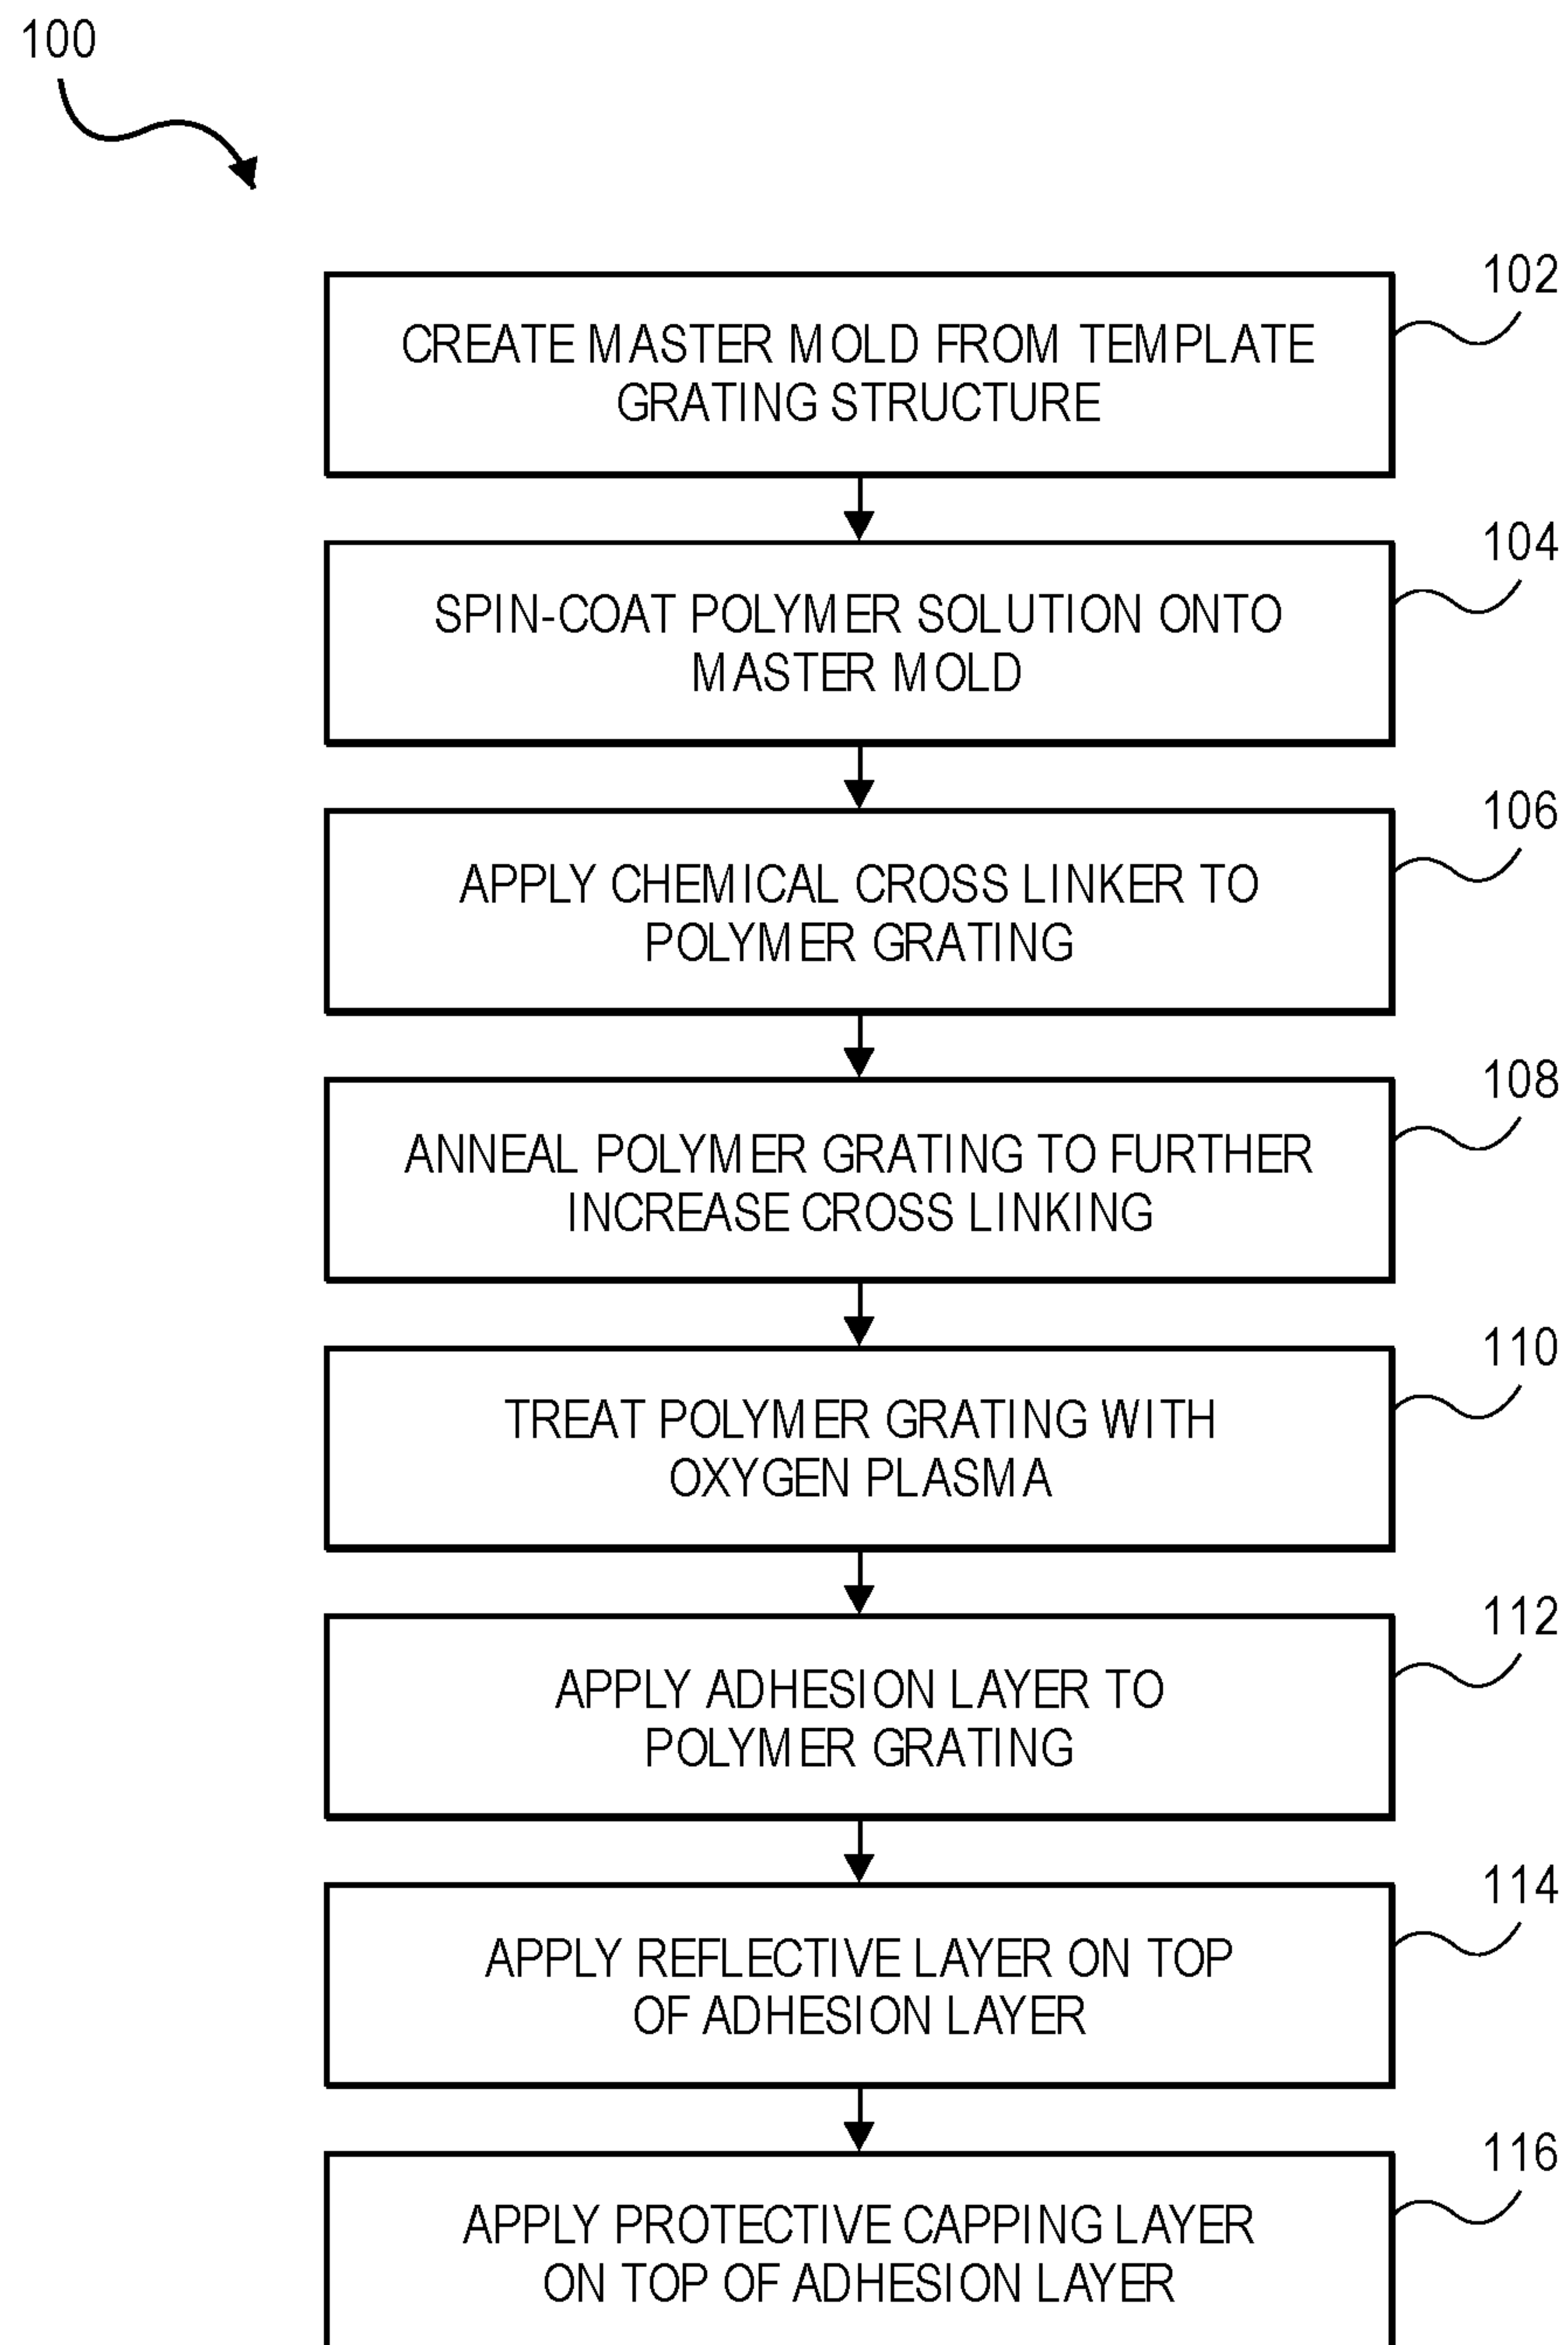 100
102
CREATE MASTER MOLD FROM TEMPLATE
GRATING STRUCTURE
104
SPIN-COAT POLYMER SOLUTION ONTO
MASTER MOLD
106
APPLY CHEMICAL CROSS LINKER TO
POLYMER GRATING
108
ANNEAL POLYMER GRATING TO FURTHER
INCREASE CROSS LINKING
110
TREAT POLYMER GRATING WITH
OXYGEN PLASMA
112
APPLY ADHESION LAYER TO
POLYMER GRATING
114
APPLY REFLECTIVE LAYER ON TOP
OF ADHESION LAYER
116
APPLY PROTECTIVE CAPPING LAYER
ON TOP OF ADHESION LAYER